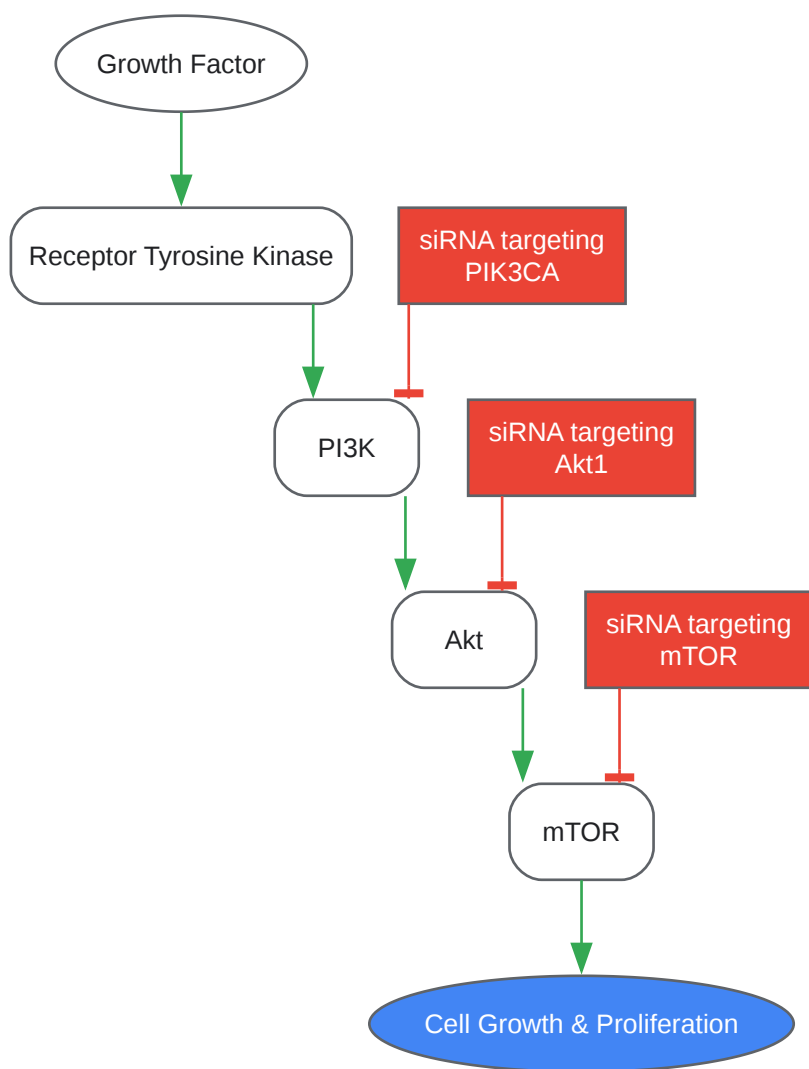 Growth Factor
Receptor Tyrosine Kinase
siRNA targeting
PIK3CA
PI3K
siRNA targeting
Akt1
Akt
siRNA targeting
mTOR
mTOR
Cell Growth & Proliferation